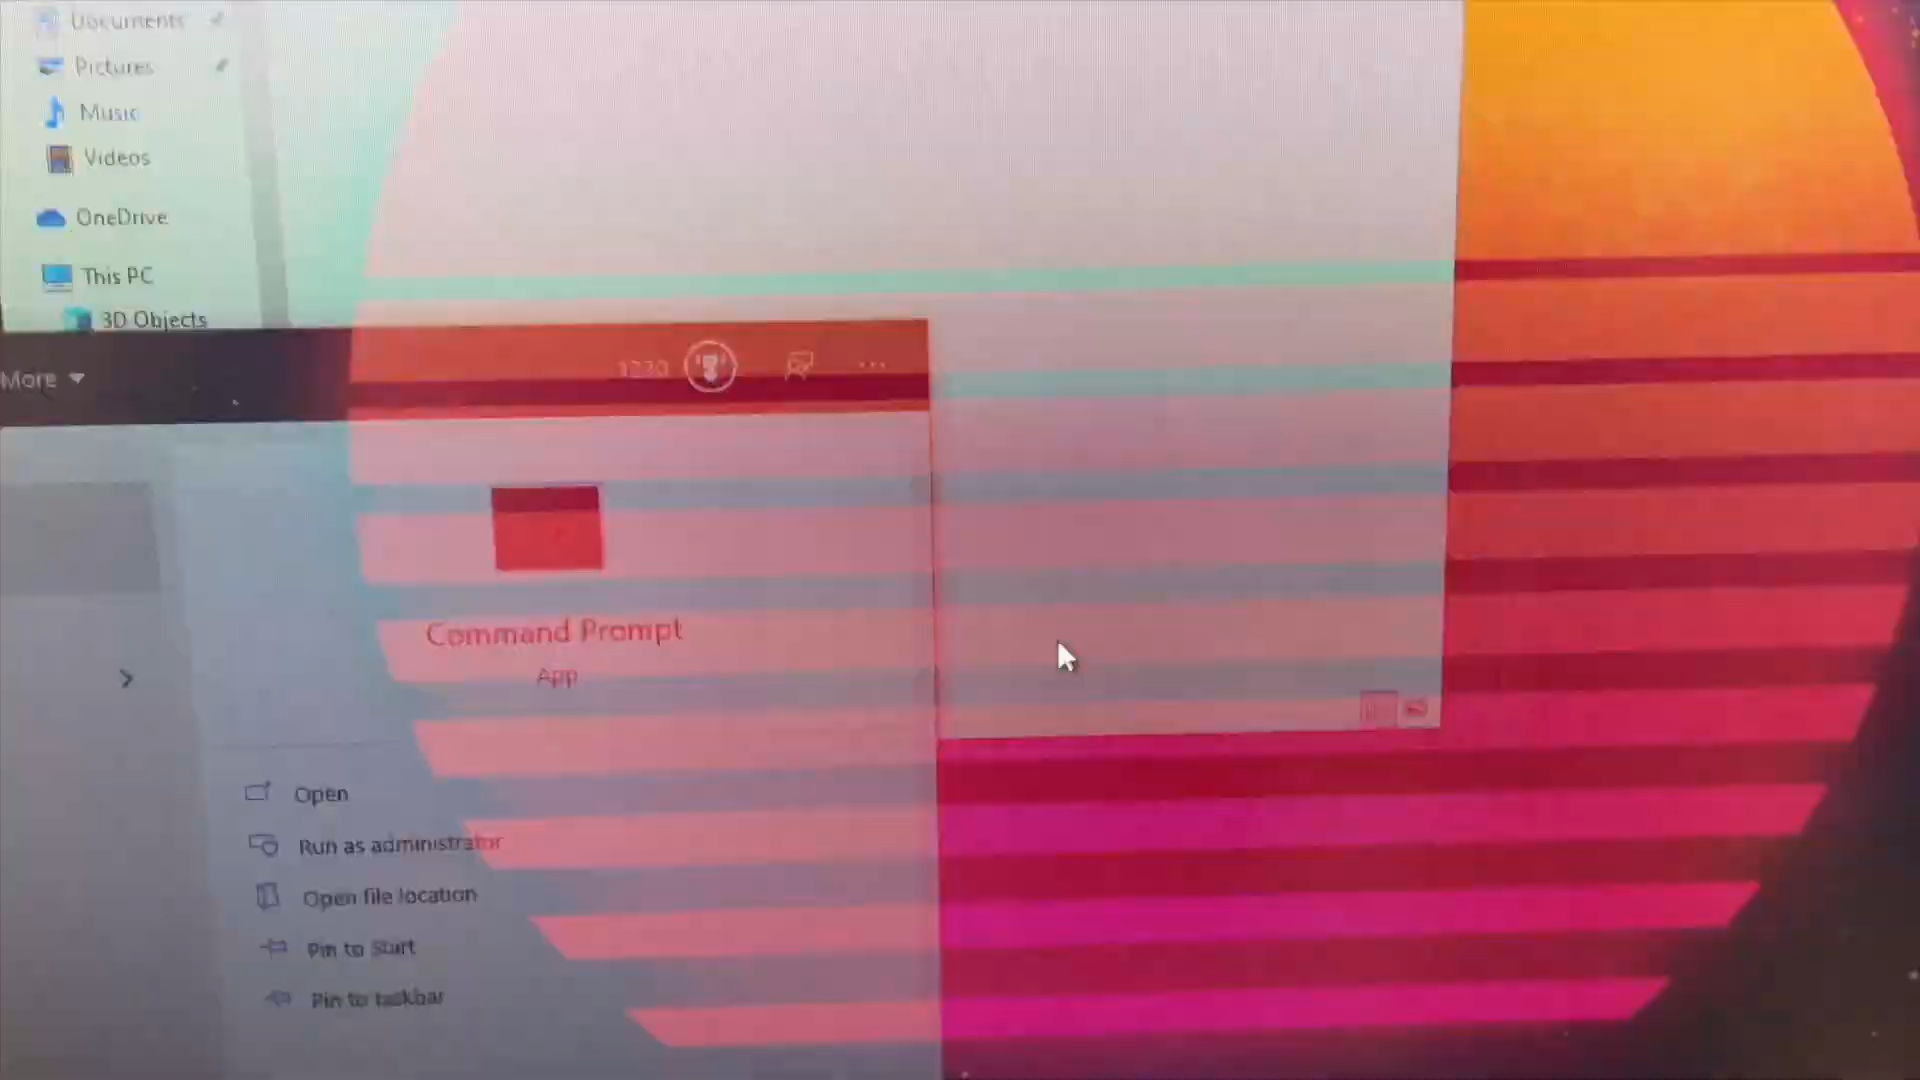 Documents
Pictures
Music
Videos
OneDrive
This PC
3D Objects
More
1230
Command Prompt
App
Open
Run as administrator
Open file location
Pin to Start
Pin to taskbar